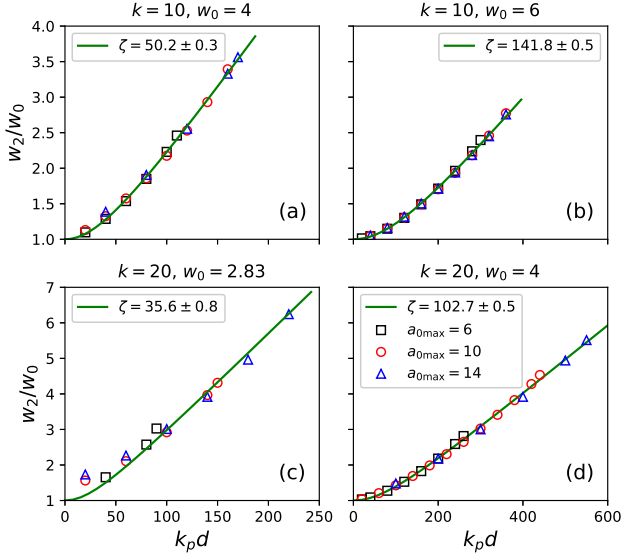 k = 10, w₀ = 4
4.0
3.5
3.0
2.5
2.0
1.5
1.0
w₂/w₀
ζ = 50.2 ± 0.3
(a)
k = 10, w₀ = 6
ζ = 141.8 ± 0.5
(b)
k = 20, w₀ = 2.83
7
6
5
4
3
2
1
w₂/w₀
ζ = 35.6 ± 0.8
(c)
0 50 100 150 200 250
kₚd
k = 20, w₀ = 4
ζ = 102.7 ± 0.5
a₀ₘₐₓ = 6
a₀ₘₐₓ = 10
a₀ₘₐₓ = 14
(d)
0 200 400 600
kₚd